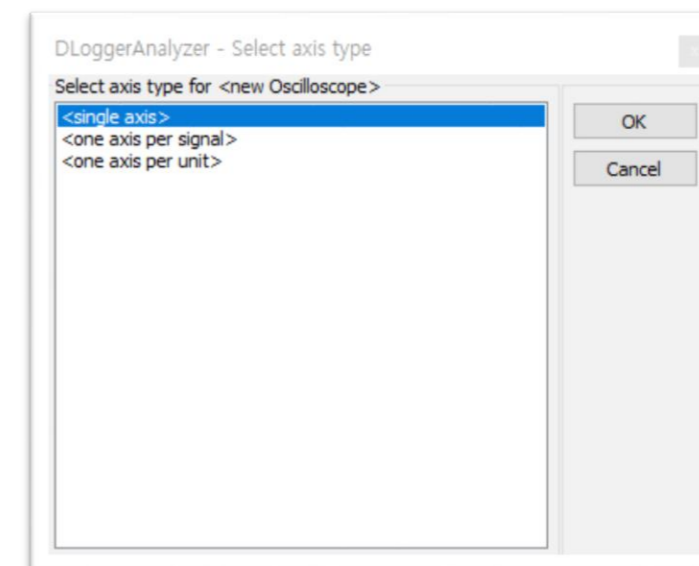 DLoggerAnalyzer - Select axis type
Select axis type for <new Oscilloscope>
<single axis>
<one axis per signal>
<one axis per unit>
OK
Cancel